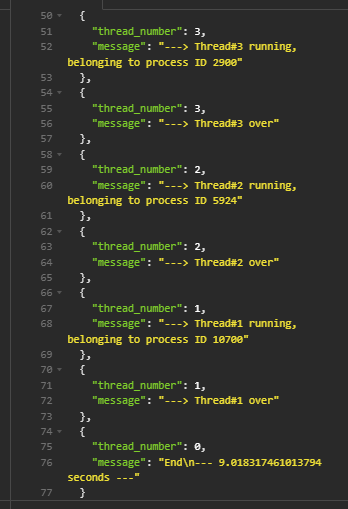 50 {
51 "thread_number": 3,
52 "message": "---> Thread#3 running,
belonging to process ID 2900"
53 },
54 {
55 "thread_number": 3,
56 "message": "---> Thread#3 over"
57 },
58 {
59 "thread_number": 2,
60 "message": "---> Thread#2 running,
belonging to process ID 5924"
61 },
62 {
63 "thread_number": 2,
64 "message": "---> Thread#2 over"
65 },
66 {
67 "thread_number": 1,
68 "message": "---> Thread#1 running,
belonging to process ID 10700"
69 },
70 {
71 "thread_number": 1,
72 "message": "---> Thread#1 over"
73 },
74 {
75 "thread_number": 0,
76 "message": "End\n--- 9.018317461013794
seconds ---"
77 }